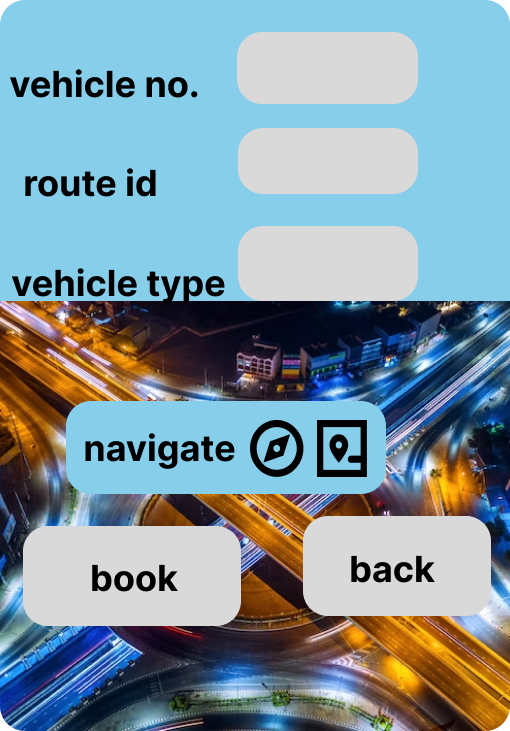 vehicle no.
route id
vehicle type
navigate
book
back